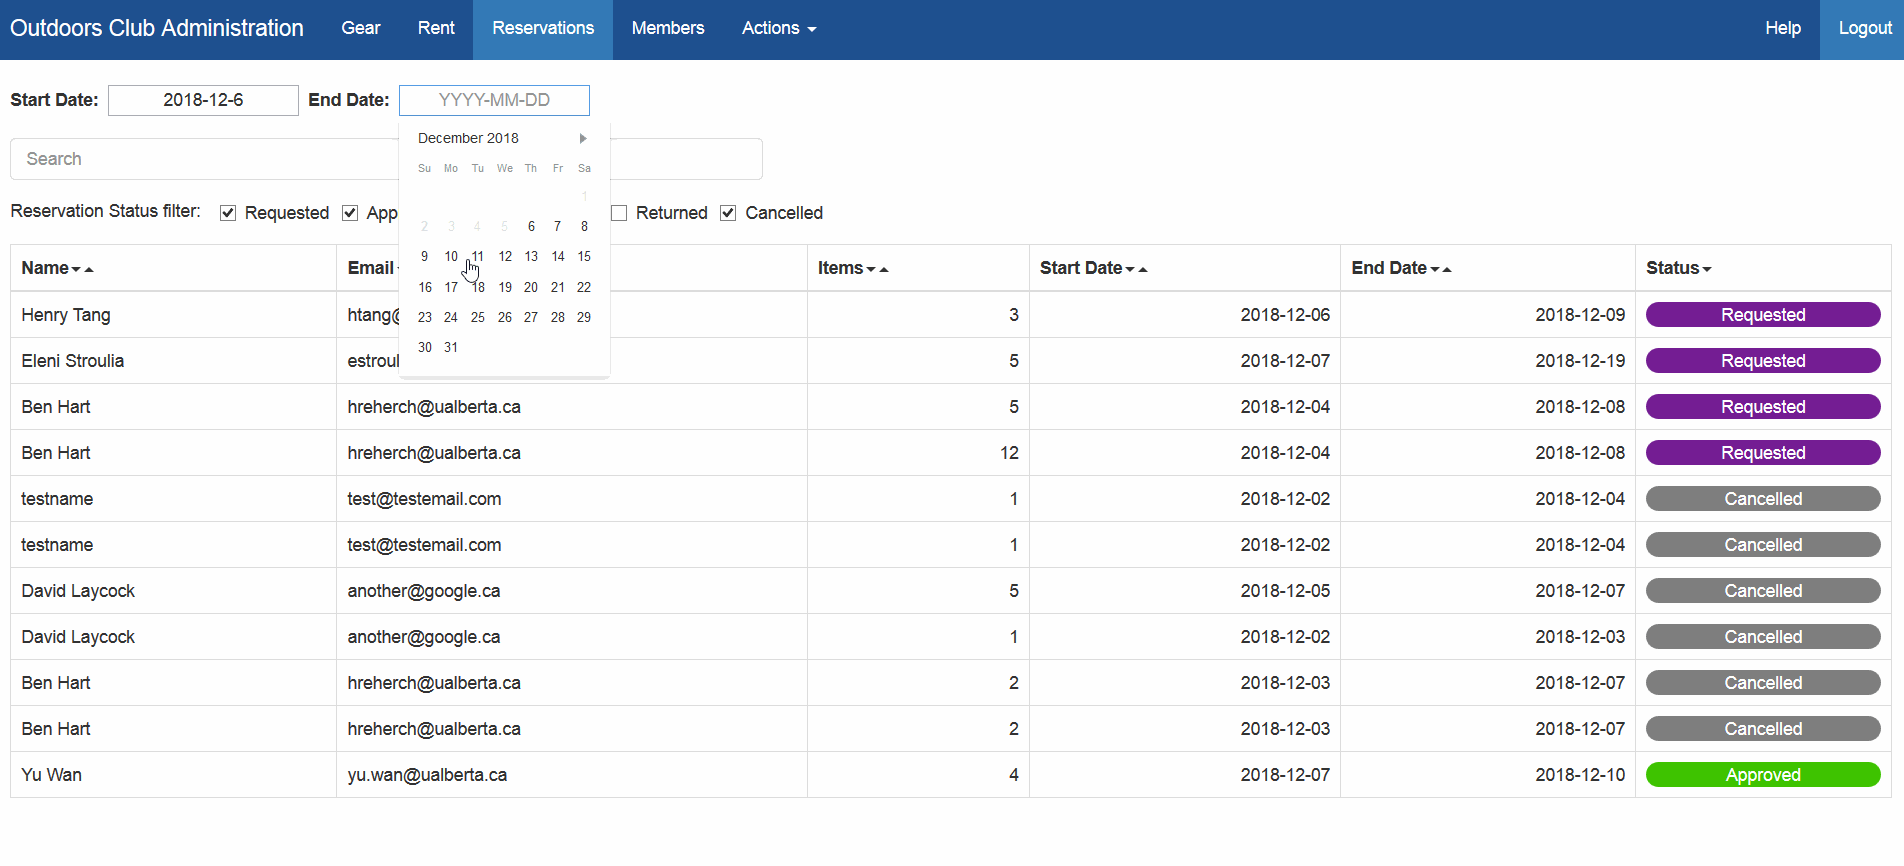 Outdoors Club Administration Gear Rent Reservations Members Actions Help Logout
Start Date: 2018-12-6 End Date: YYYY-MM-DD
December 2018
Search
Su Mo Tu We Th Fr Sa
1
Reservation Status filter: Requested App Returned Cancelled
2 3 4 5 6 7 8
9 10 11 12 13 14 15
16 17 18 19 20 21 22
23 24 25 26 27 28 29
30 31
Name Email Items Start Date End Date Status
Henry Tang htang@ 3 2018-12-06 2018-12-09 Requested
Eleni Stroulia estroul 5 2018-12-07 2018-12-19 Requested
Ben Hart hreherch@ualberta.ca 5 2018-12-04 2018-12-08 Requested
Ben Hart hreherch@ualberta.ca 12 2018-12-04 2018-12-08 Requested
testname test@testemail.com 1 2018-12-02 2018-12-04 Cancelled
testname test@testemail.com 1 2018-12-02 2018-12-04 Cancelled
David Laycock another@google.ca 5 2018-12-05 2018-12-07 Cancelled
David Laycock another@google.ca 1 2018-12-02 2018-12-03 Cancelled
Ben Hart hreherch@ualberta.ca 2 2018-12-03 2018-12-07 Cancelled
Ben Hart hreherch@ualberta.ca 2 2018-12-03 2018-12-07 Cancelled
Yu Wan yu.wan@ualberta.ca 4 2018-12-07 2018-12-10 Approved